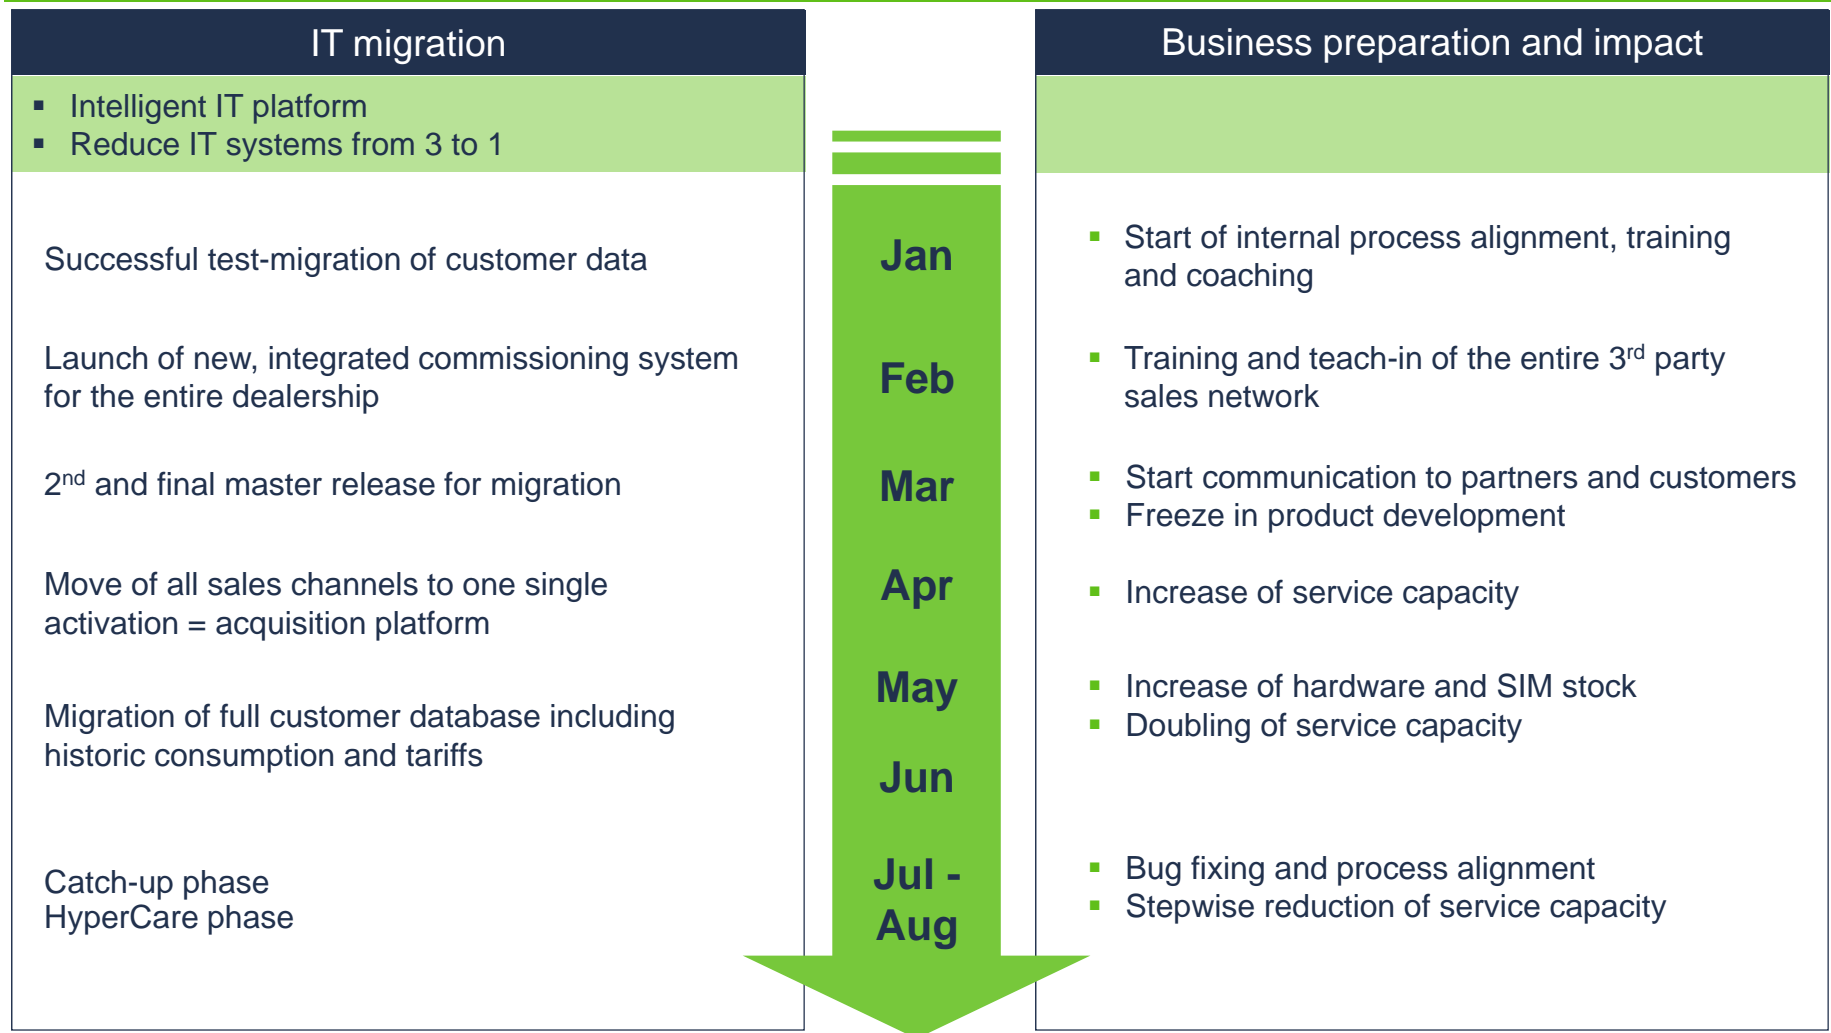 IT migration
▪ Intelligent IT platform
▪ Reduce IT systems from 3 to 1
Successful test-migration of customer data
Launch of new, integrated commissioning system
for the entire dealership
2nd and final master release for migration
Move of all sales channels to one single
activation = acquisition platform
Migration of full customer database including
historic consumption and tariffs
Catch-up phase
HyperCare phase
Jan
Feb
Mar
Apr
May
Jun
Jul -
Aug
Business preparation and impact
▪ Start of internal process alignment, training
and coaching
▪ Training and teach-in of the entire 3rd party
sales network
▪ Start communication to partners and customers
▪ Freeze in product development
▪ Increase of service capacity
▪ Increase of hardware and SIM stock
▪ Doubling of service capacity
▪ Bug fixing and process alignment
▪ Stepwise reduction of service capacity